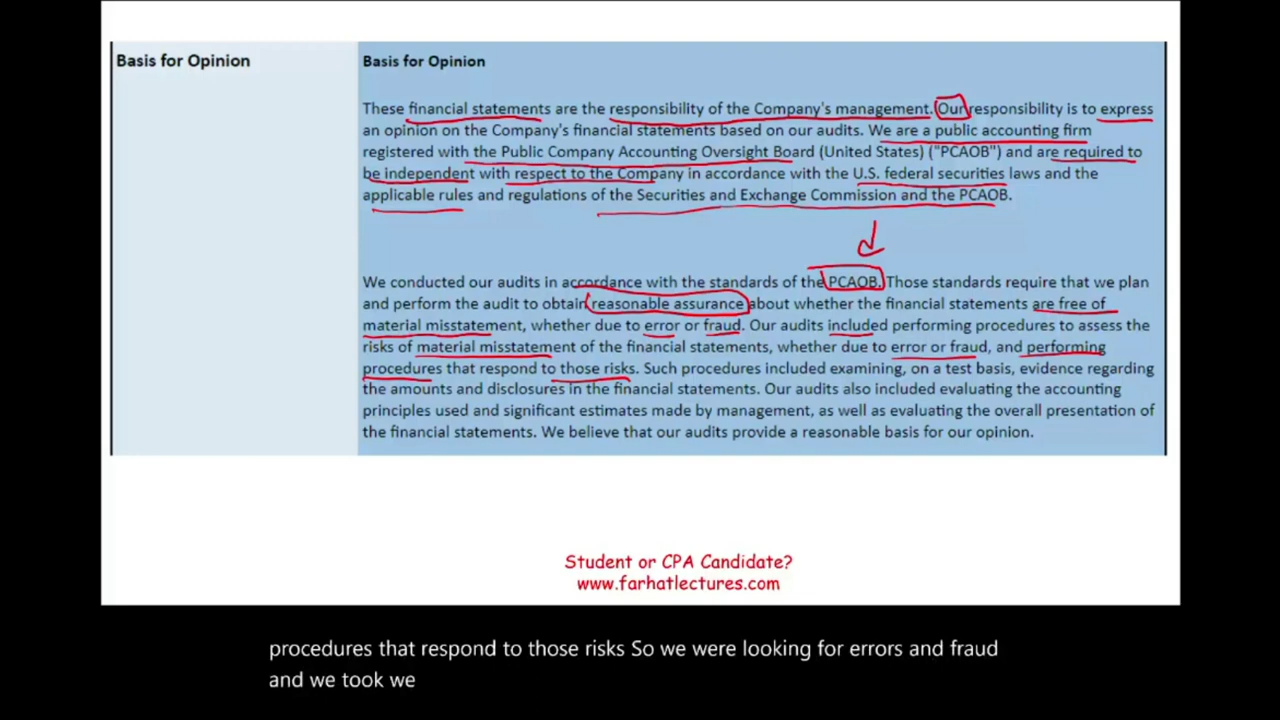 Basis for Opinion
Basis for Opinion
These financial statements are the responsibility of the Company's management. Our responsibility is to express
an opinion on the Company's financial statements based on our audits. We are a public accounting firm
registered with the Public Company Accounting Oversight Board (United States) ("PCAOB") and are required to
be independent with respect to the Company in accordance with the U.S. federal securities laws and the
applicable rules and regulations of the Securities and Exchange Commission and the PCAOB.
We conducted our audits in accordance with the standards of the PCAOB. Those standards require that we plan
and perform the audit to obtain reasonable assurance about whether the financial statements are free of
material misstatement, whether due to error or fraud. Our audits included performing procedures to assess the
risks of material misstatement of the financial statements, whether due to error or fraud, and performing
procedures that respond to those risks. Such procedures included examining, on a test basis, evidence regarding
the amounts and disclosures in the financial statements. Our audits also included evaluating the accounting
principles used and significant estimates made by management, as well as evaluating the overall presentation of
the financial statements. We believe that our audits provide a reasonable basis for our opinion.
Student or CPA Candidate?
www.farhatlectures.com
procedures that respond to those risks So we were looking for errors and fraud
and we took we